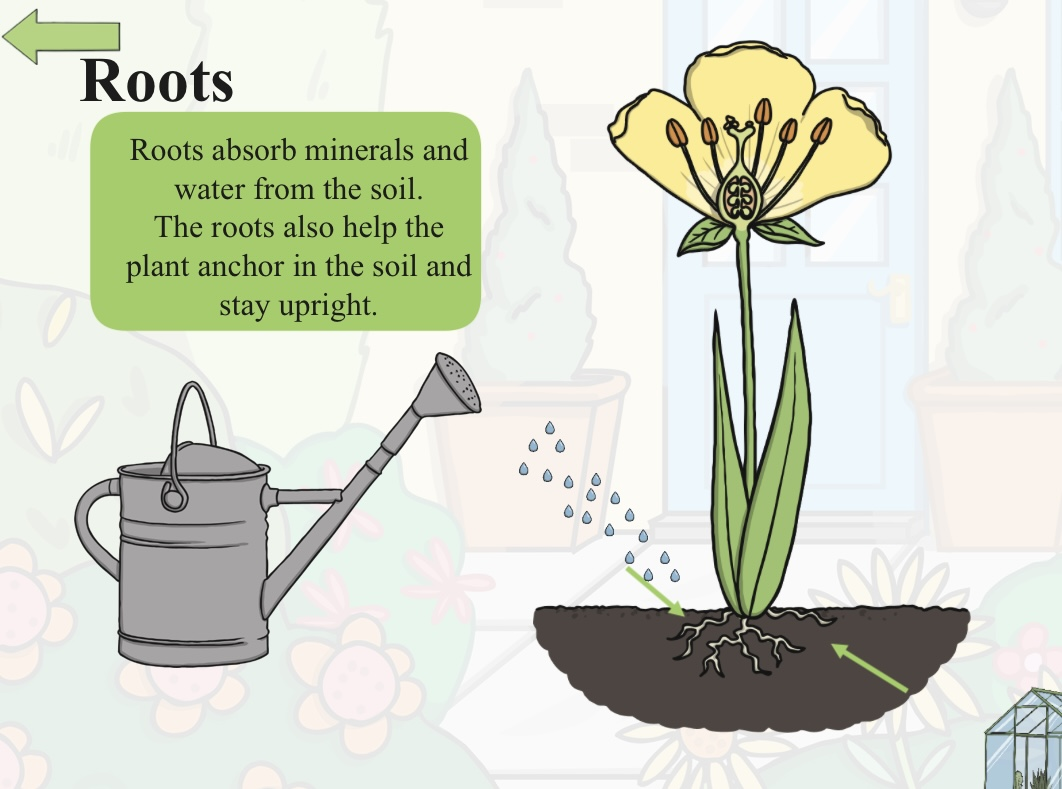 Roots
Roots absorb minerals and
water from the soil.
The roots also help the
plant anchor in the soil and
stay upright.